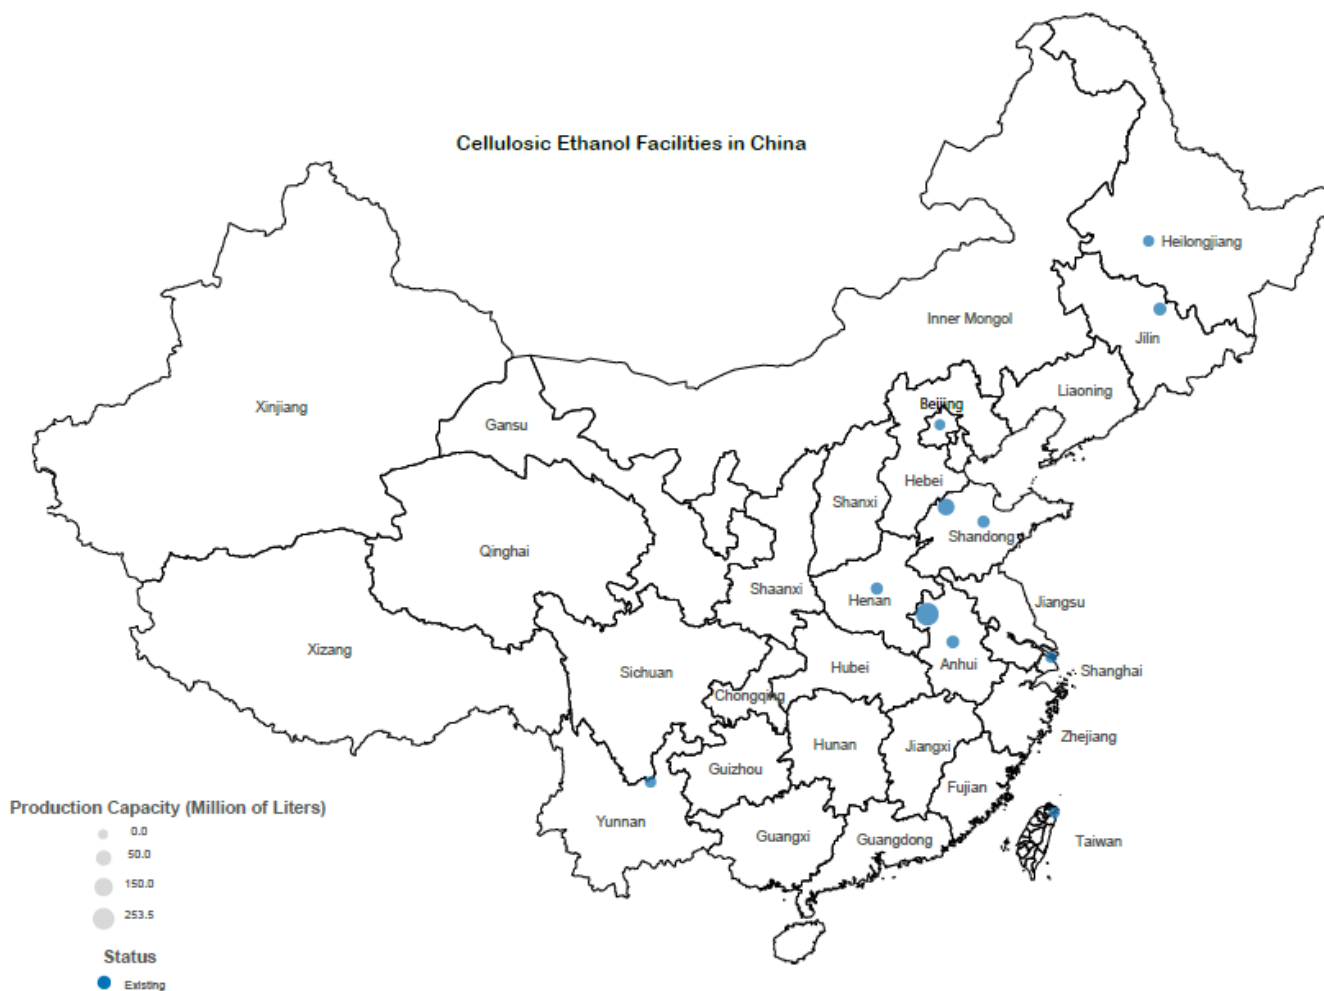 Cellulosic Ethanol Facilities in China
Heilongjiang
Inner Mongol
Jilin
Liaoning
Beijing
Xinjiang
Gansu
Hebei
Shanxi
Shandong
Qinghai
Shaanxi
Henan
Jiangsu
Xizang
Sichuan
Hubei
Anhui
Shanghai
Chongqing
Zhejiang
Hunan
Jiangxi
Guizhou
Fujian
Yunnan
Guangxi
Guangdong
Taiwan
Production Capacity (Million of Liters)
0.0
50.0
150.0
253.5
Status
Existing